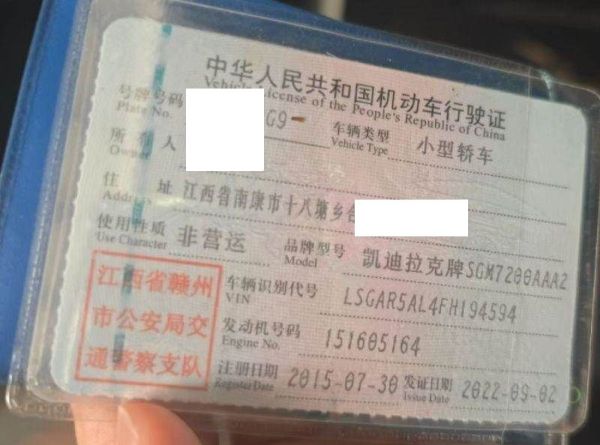 中华人民共和国机动车行驶证
Vehicle License of the People's Republic of China
号牌号码 G9- 车辆类型 小型轿车
Plate No. Vehicle Type
所有人
Owner
住址 江西省南康市十八塘乡
Address
使用性质 非营运 品牌型号 凯迪拉克牌SGM7200AAA2
Use Character Model
江西省赣州
市公安局交
通警察支队
车辆识别代号 LSGAR5AL4FH194594
VIN
发动机号码 151605164
Engine No.
注册日期 2015-07-30 发证日期 2022-09-02
Register Date Issue Date